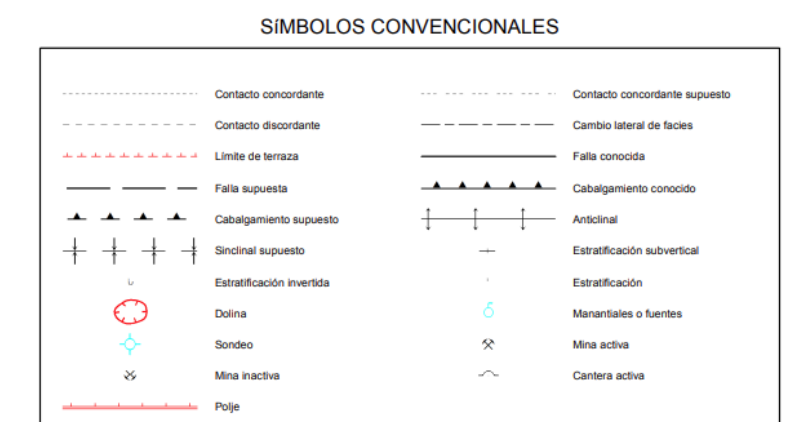 SíMBOLOS CONVENCIONALES
Contacto concordante
Contacto concordante supuesto
Contacto discordante
Cambio lateral de facies
Límite de terraza
Falla conocida
Falla supuesta
Cabalgamiento conocido
Cabalgamiento supuesto
Anticlinal
Sinclinal supuesto
Estratificación subvertical
Estratificación invertida
Estratificación
Dolina
Manantiales o fuentes
Sondeo
Mina activa
Mina inactiva
Cantera activa
Polje